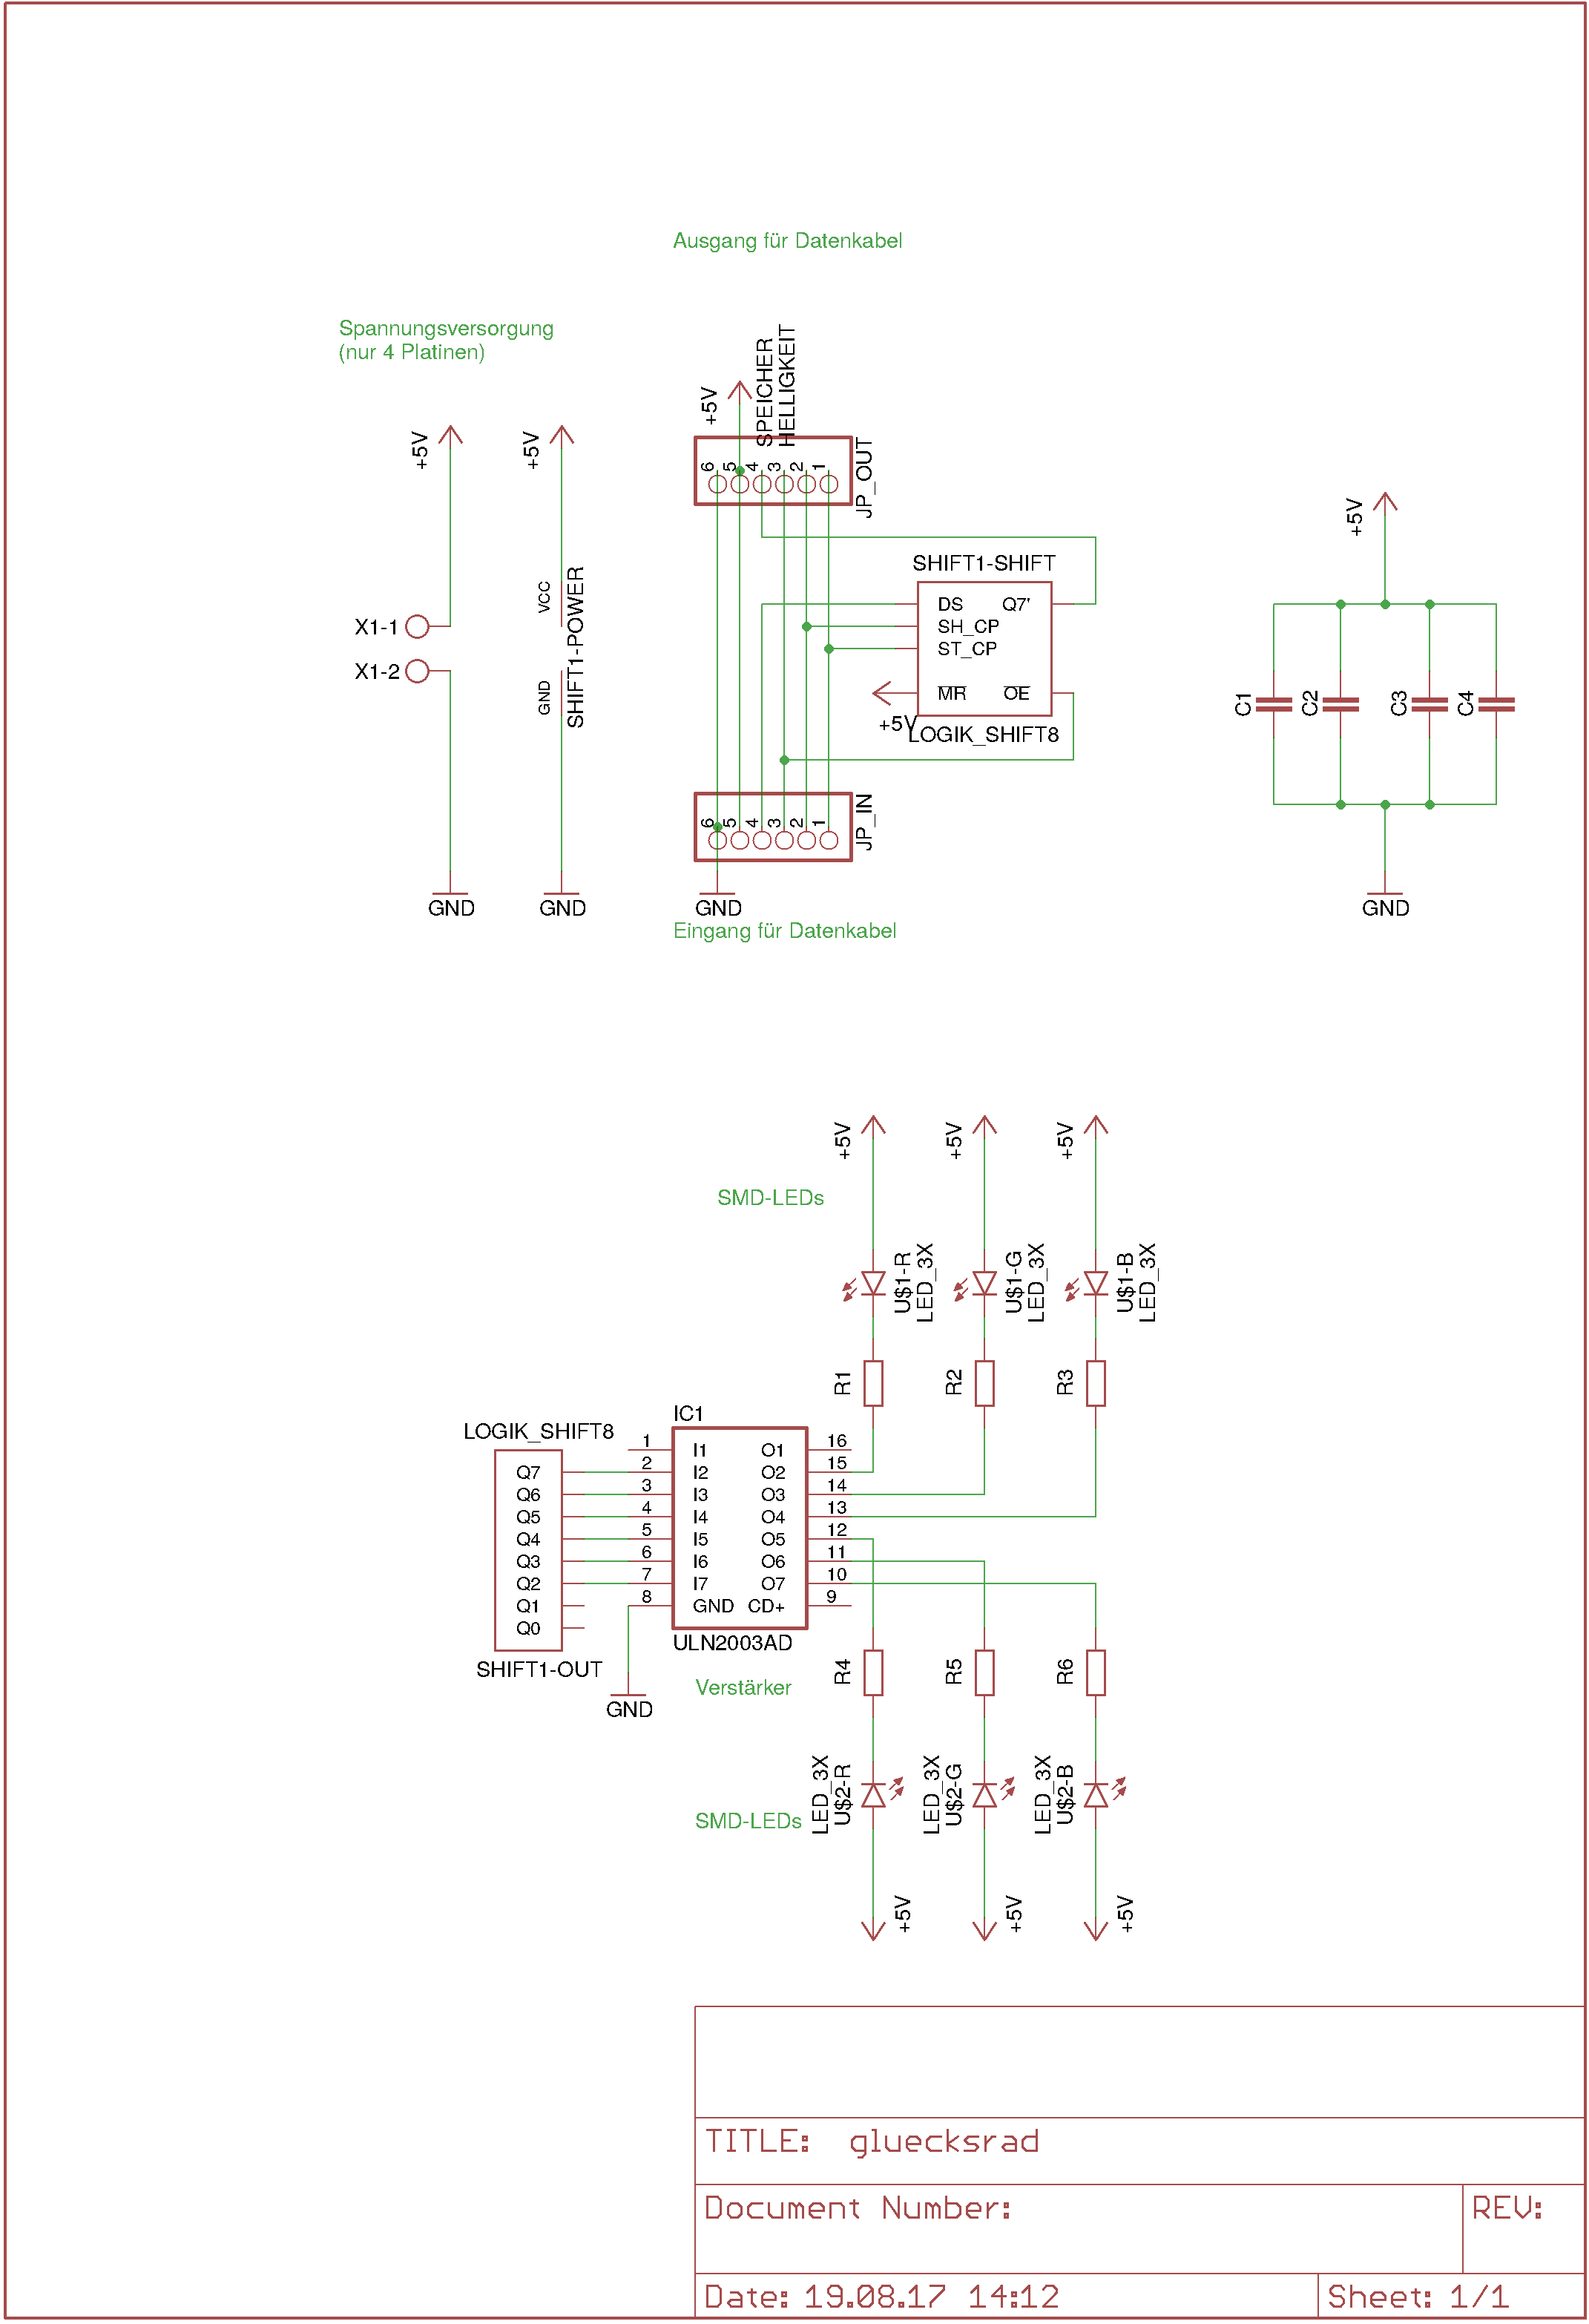 Ausgang für Datenkabel
Spannungsversorgung
(nur 4 Platinen)
+5V
+5V
+5V
SPEICHER
HELLIGKEIT
6 5 4 3 2 1
JP_OUT
+5V
X1-1
X1-2
VCC
GND
SHIFT1-POWER
SHIFT1-SHIFT
DS Q7'
SH_CP
ST_CP
MR OE
+5V
LOGIK_SHIFT8
C1
C2
C3
C4
6 5 4 3 2 1
JP_IN
GND
GND
GND
GND
Eingang für Datenkabel
+5V
+5V
+5V
SMD-LEDs
U$1-R
LED_3X
U$1-G
LED_3X
U$1-B
LED_3X
R1
R2
R3
IC1
LOGIK_SHIFT8
1 I1 O1 16
Q7 2 I2 O2 15
Q6 3 I3 O3 14
Q5 4 I4 O4 13
Q4 5 I5 O5 12
Q3 6 I6 O6 11
Q2 7 I7 O7 10
Q1 8 GND CD+ 9
Q0
ULN2003AD
SHIFT1-OUT
Verstärker
GND
R4
R5
R6
LED_3X
U$2-R
LED_3X
U$2-G
LED_3X
U$2-B
SMD-LEDs
+5V
+5V
+5V
TITLE: gluecksrad
Document Number:
REV:
Date: 19.08.17 14:12
Sheet: 1/1